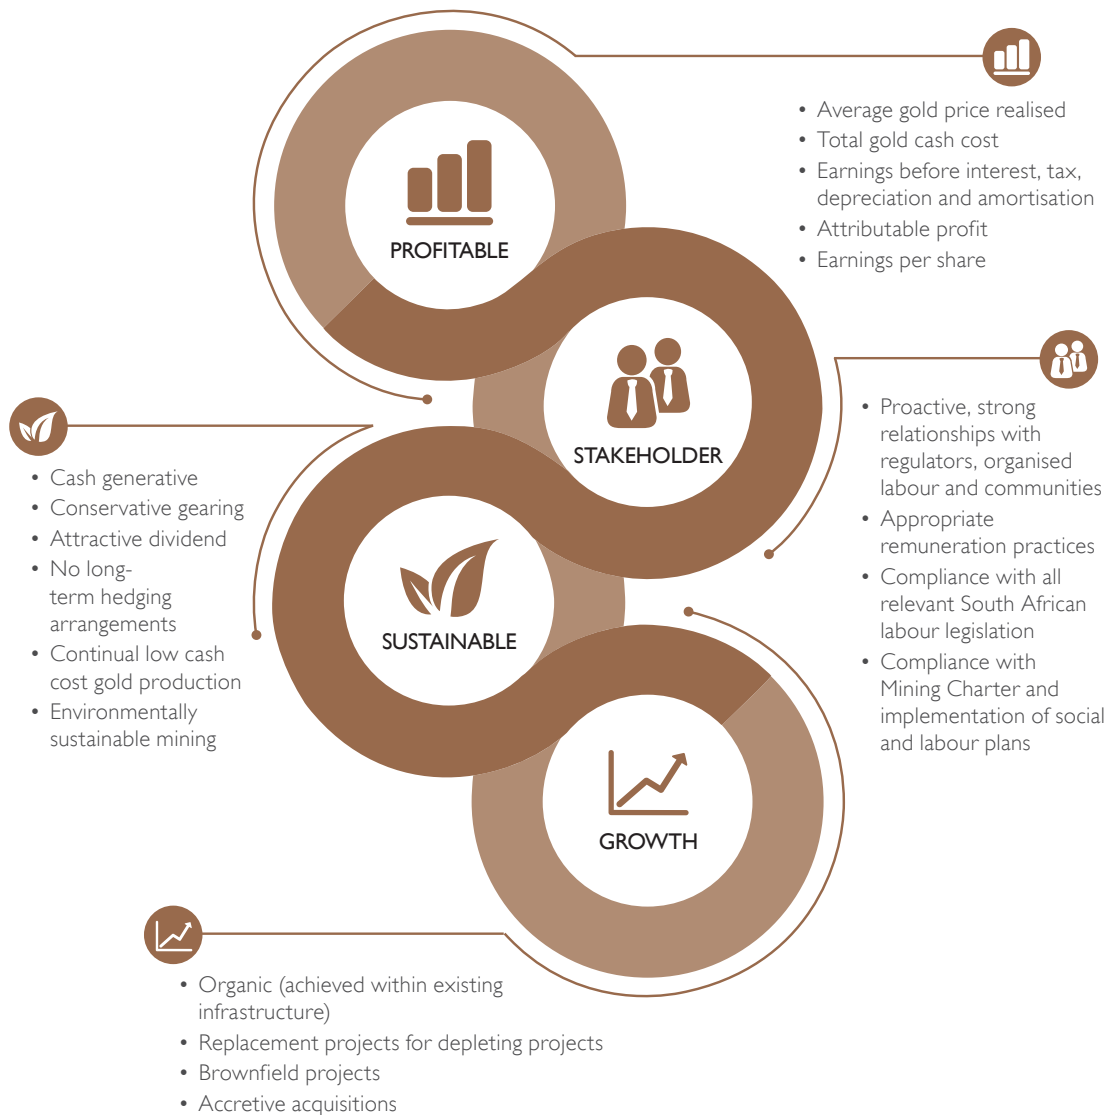 PROFITABLE
• Average gold price realised
• Total gold cash cost
• Earnings before interest, tax,
depreciation and amortisation
• Attributable profit
• Earnings per share
STAKEHOLDER
• Proactive, strong
relationships with
regulators, organised
labour and communities
• Appropriate
remuneration practices
• Compliance with all
relevant South African
labour legislation
• Compliance with
Mining Charter and
implementation of social
and labour plans
SUSTAINABLE
• Cash generative
• Conservative gearing
• Attractive dividend
• No long-
term hedging
arrangements
• Continual low cash
cost gold production
• Environmentally
sustainable mining
GROWTH
• Organic (achieved within existing
infrastructure)
• Replacement projects for depleting projects
• Brownfield projects
• Accretive acquisitions